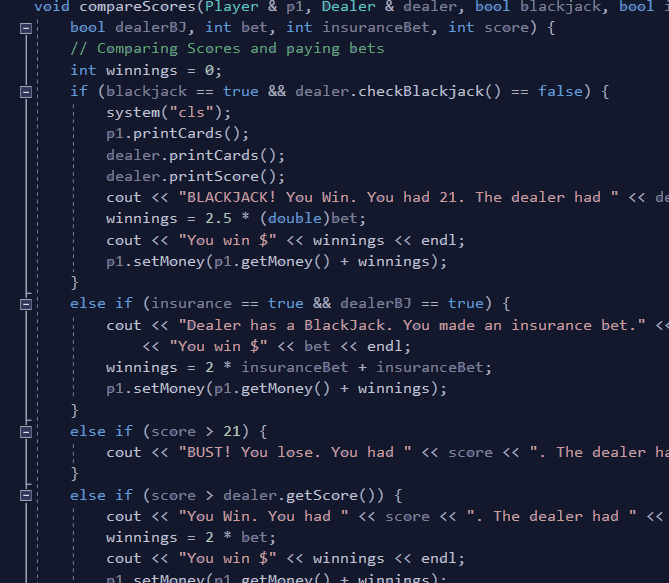 void compareScores(Player & p1, Dealer & dealer, bool blackjack, bool
bool dealerBJ, int bet, int insuranceBet, int score) {
// Comparing Scores and paying bets
int winnings = 0;
if (blackjack == true && dealer.checkBlackjack() == false) {
system("cls");
p1.printCards();
dealer.printCards();
dealer.printScore();
cout << "BLACKJACK! You Win. You had 21. The dealer had " << de
winnings = 2.5 * (double)bet;
cout << "You win $" << winnings << endl;
p1.setMoney(p1.getMoney() + winnings);
}
else if (insurance == true && dealerBJ == true) {
cout << "Dealer has a BlackJack. You made an insurance bet." <<
<< "You win $" << bet << endl;
winnings = 2 * insuranceBet + insuranceBet;
p1.setMoney(p1.getMoney() + winnings);
}
else if (score > 21) {
cout << "BUST! You lose. You had " << score << ". The dealer ha
}
else if (score > dealer.getScore()) {
cout << "You Win. You had " << score << ". The dealer had " <<
winnings = 2 * bet;
cout << "You win $" << winnings << endl;
p1.setMoney(p1.getMoney() + winnings);